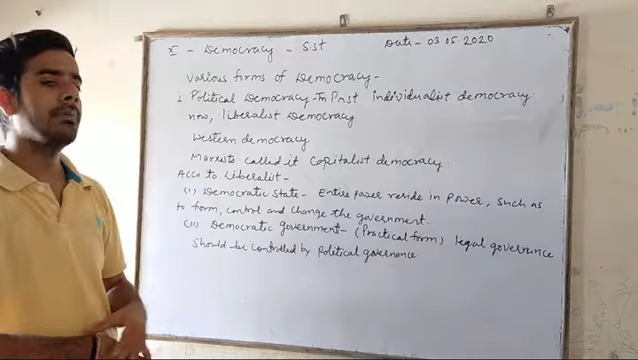 X - Democracy - S.St Date - 03.05.2020
Various forms of Democracy -
1 Political Democracy - In Past individualist democracy
now, liberalist Democracy
Western democracy
Marxists called it Capitalist democracy.
Acco to Liberalist -
(i) Democratic State - Entire power reside in Power, such as
to form, control and change the government.
(ii) Democratic government - (Practical form) legal governance
Should be controlled by political governance